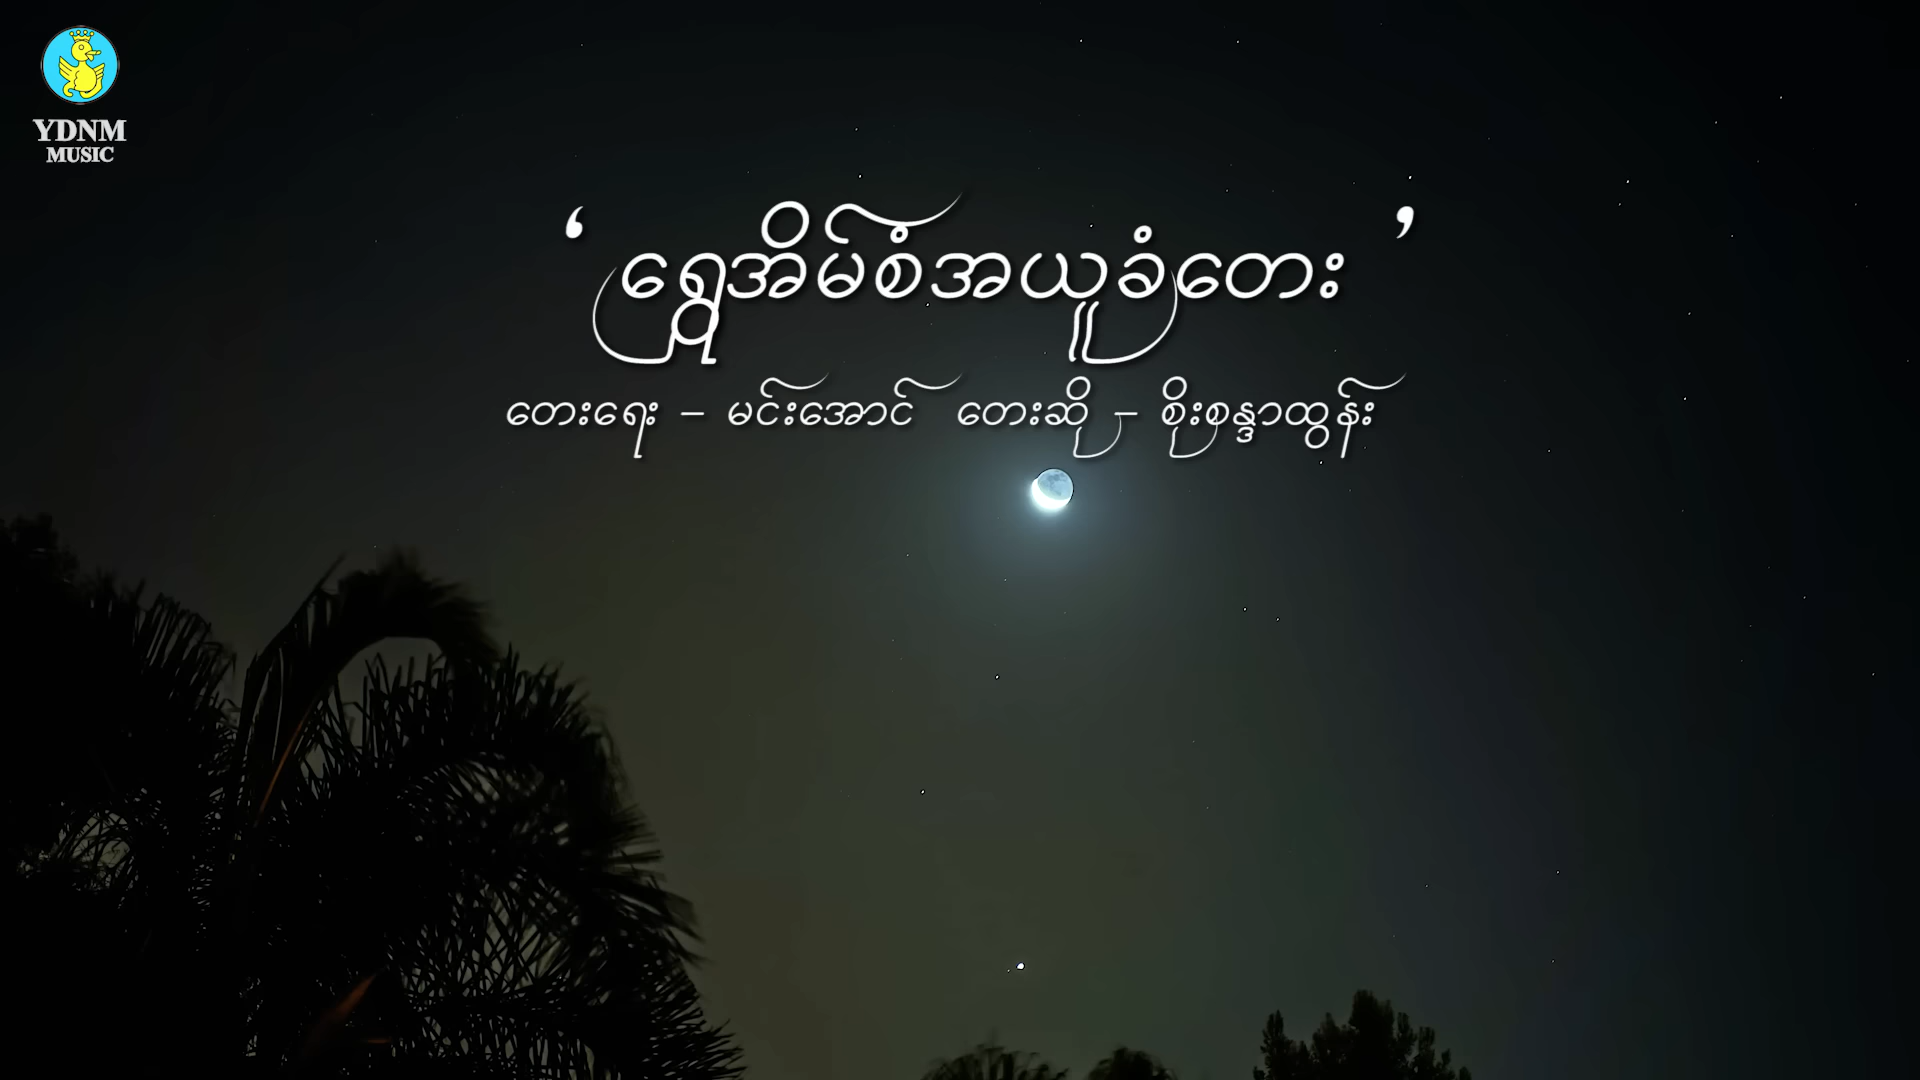 YDNM
MUSIC
‘ ရွှေအိမ်စံအယူခံတေး ’
တေးရေး - မင်းအောင် တေးဆို - စိုးစန္ဒာထွန်း